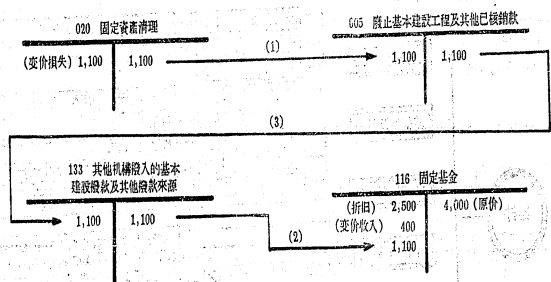 020 固定資產清理
005 廢止基本建設工程及其他已核銷款
(变价損失) 1,100 1,100
(1)
1,100 1,100
(3)
133 其他机構撥入的基本
建設撥款及其他撥款來源
116 固定基金
1,100 1,100
(2)
(折旧) 2,500 4,000 (原价)
(变价收入) 400
1,100